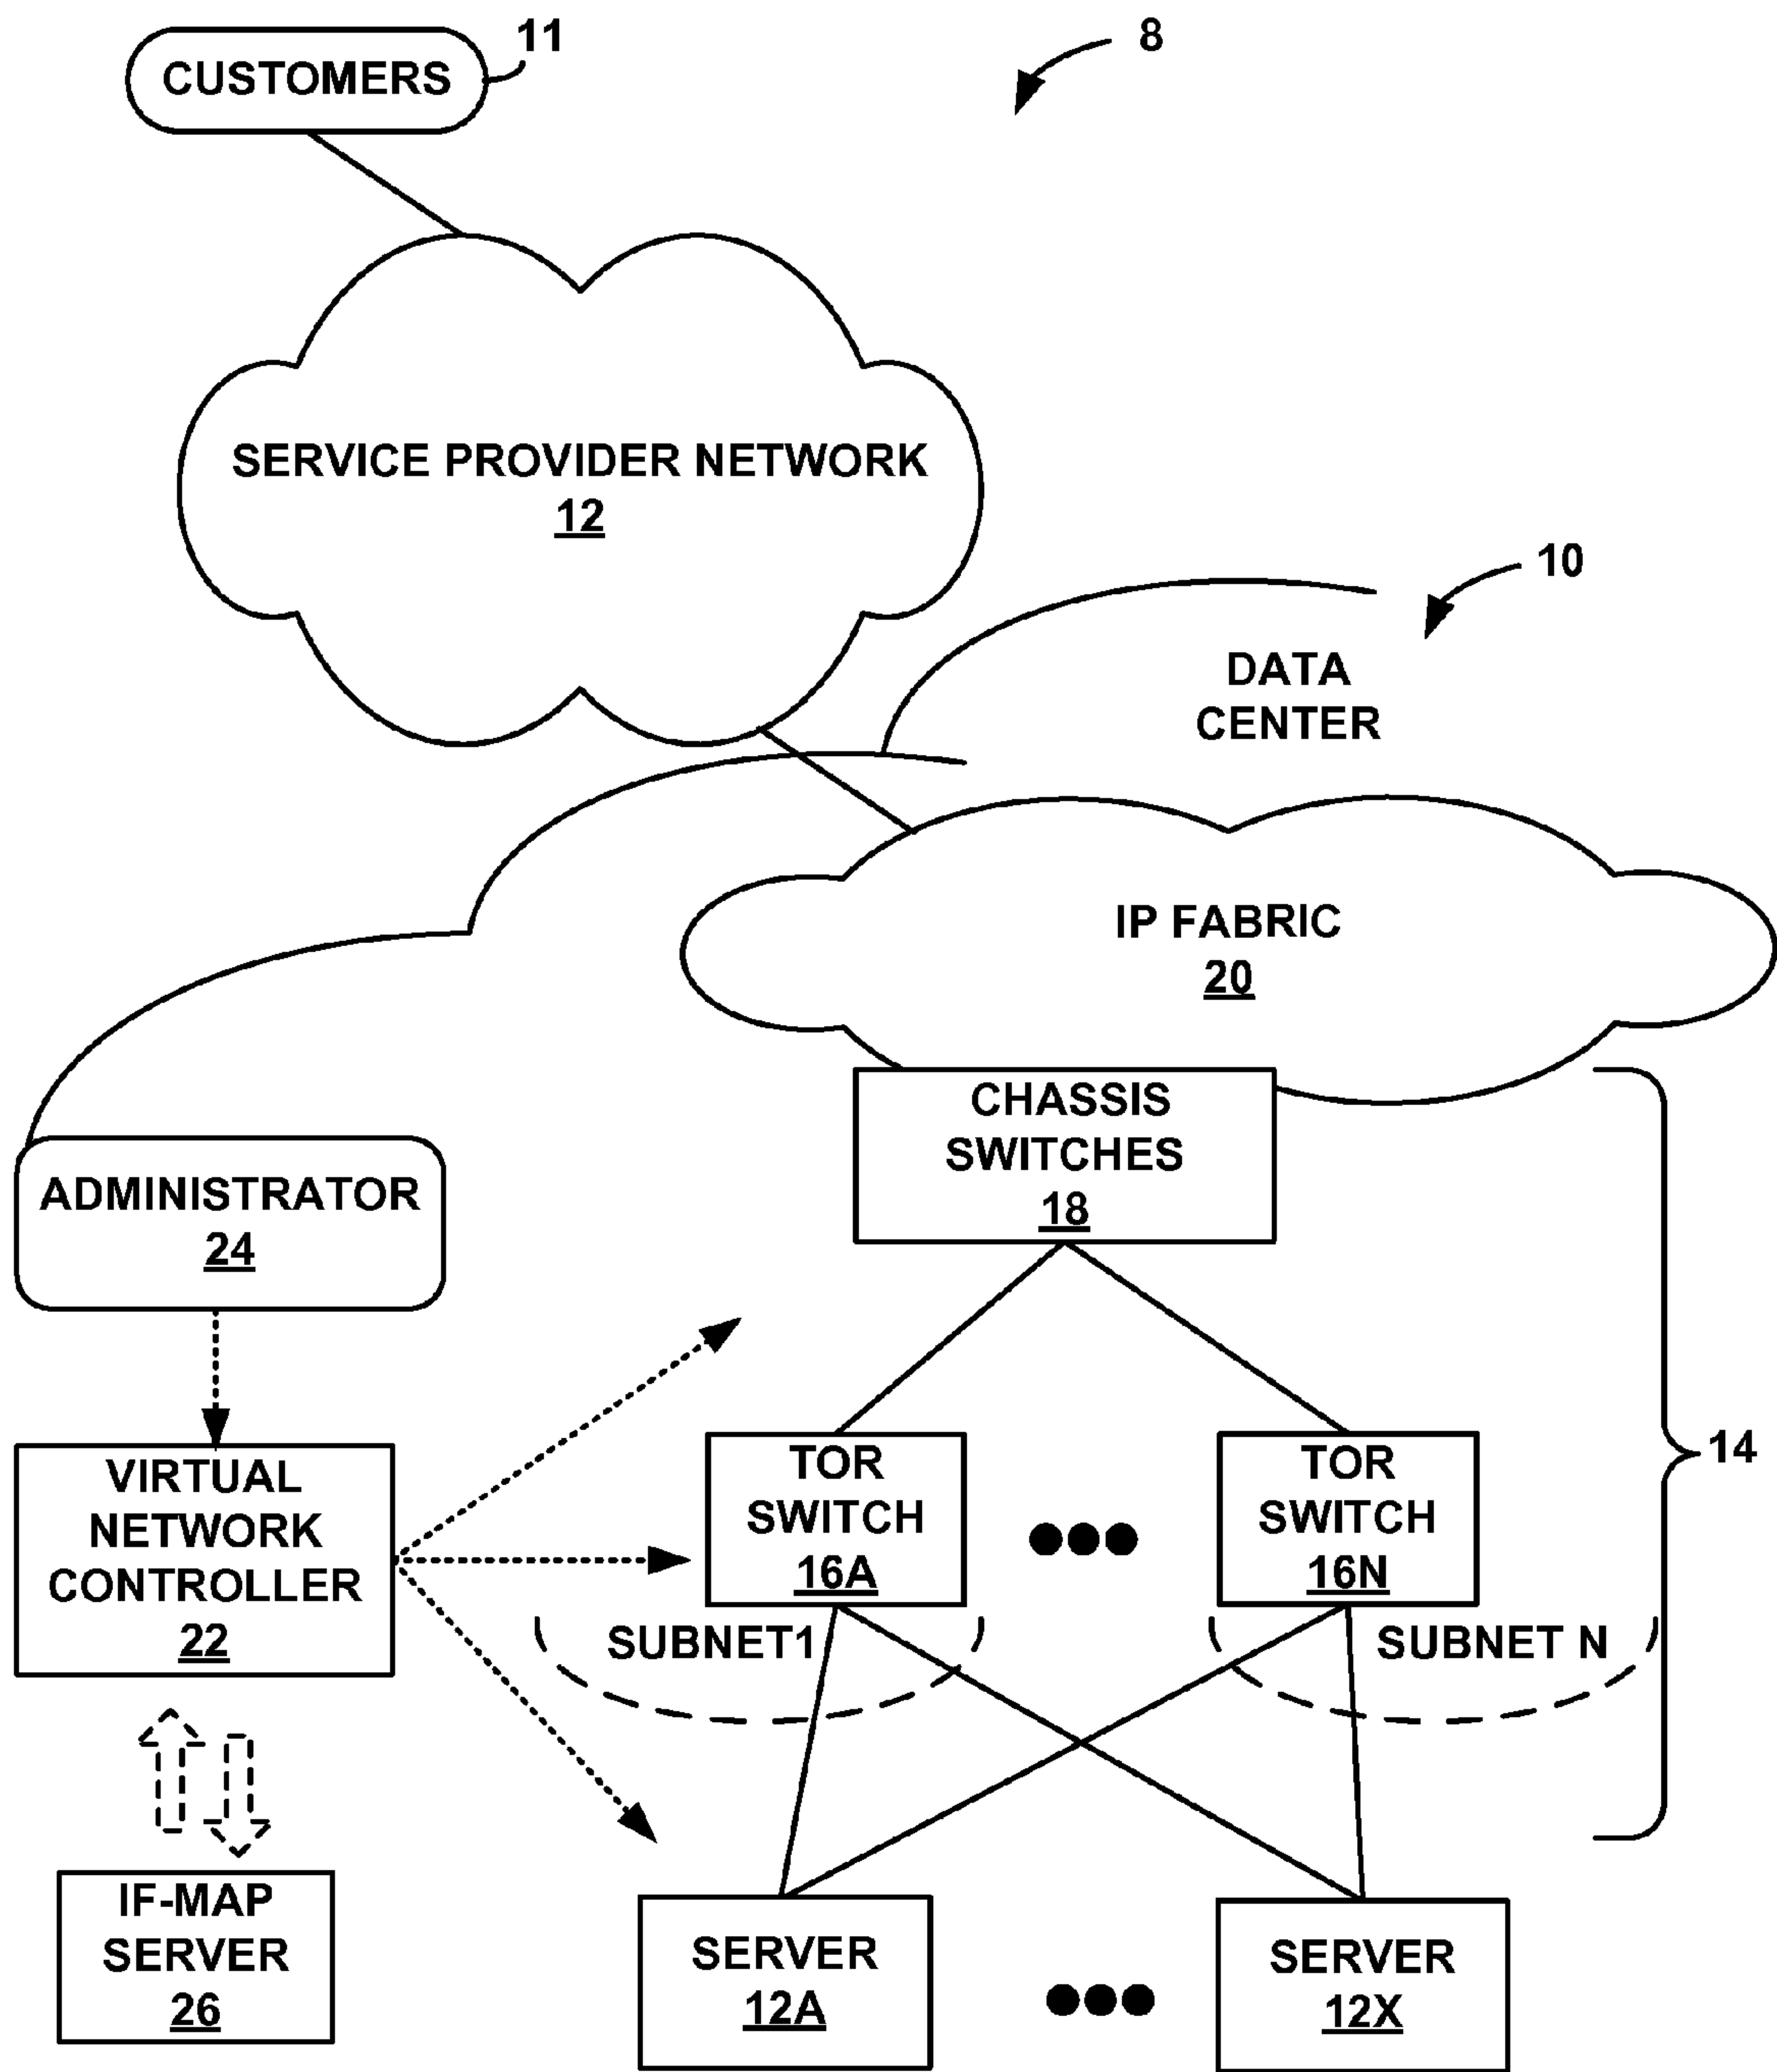 CUSTOMERS
11
8
SERVICE PROVIDER NETWORK
12
10
DATA
CENTER
IP FABRIC
20
CHASSIS
SWITCHES
18
ADMINISTRATOR
24
14
VIRTUAL
NETWORK
CONTROLLER
22
TOR
SWITCH
16A
TOR
SWITCH
16N
SUBNET1
SUBNET N
IF-MAP
SERVER
26
SERVER
12A
SERVER
12X